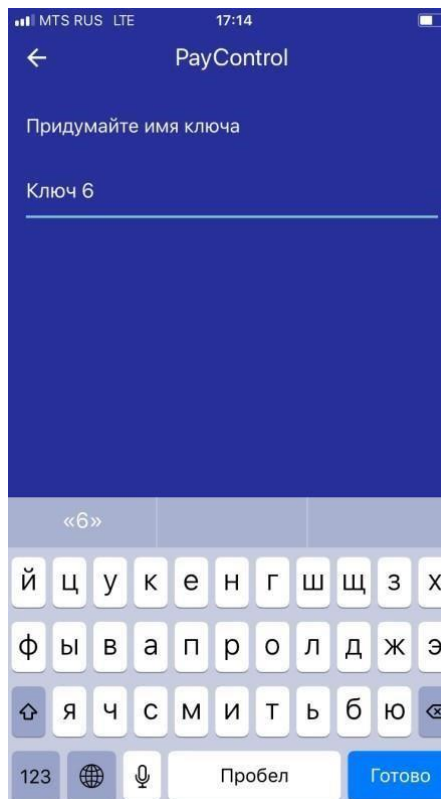 MTS RUS LTE 17:14
PayControl
Придумайте имя ключа
Ключ 6
«6»
й ц у к е н г ш щ з х
ф ы в а п р о л д ж э
я ч с м и т ь б ю
123 Пробел Готово